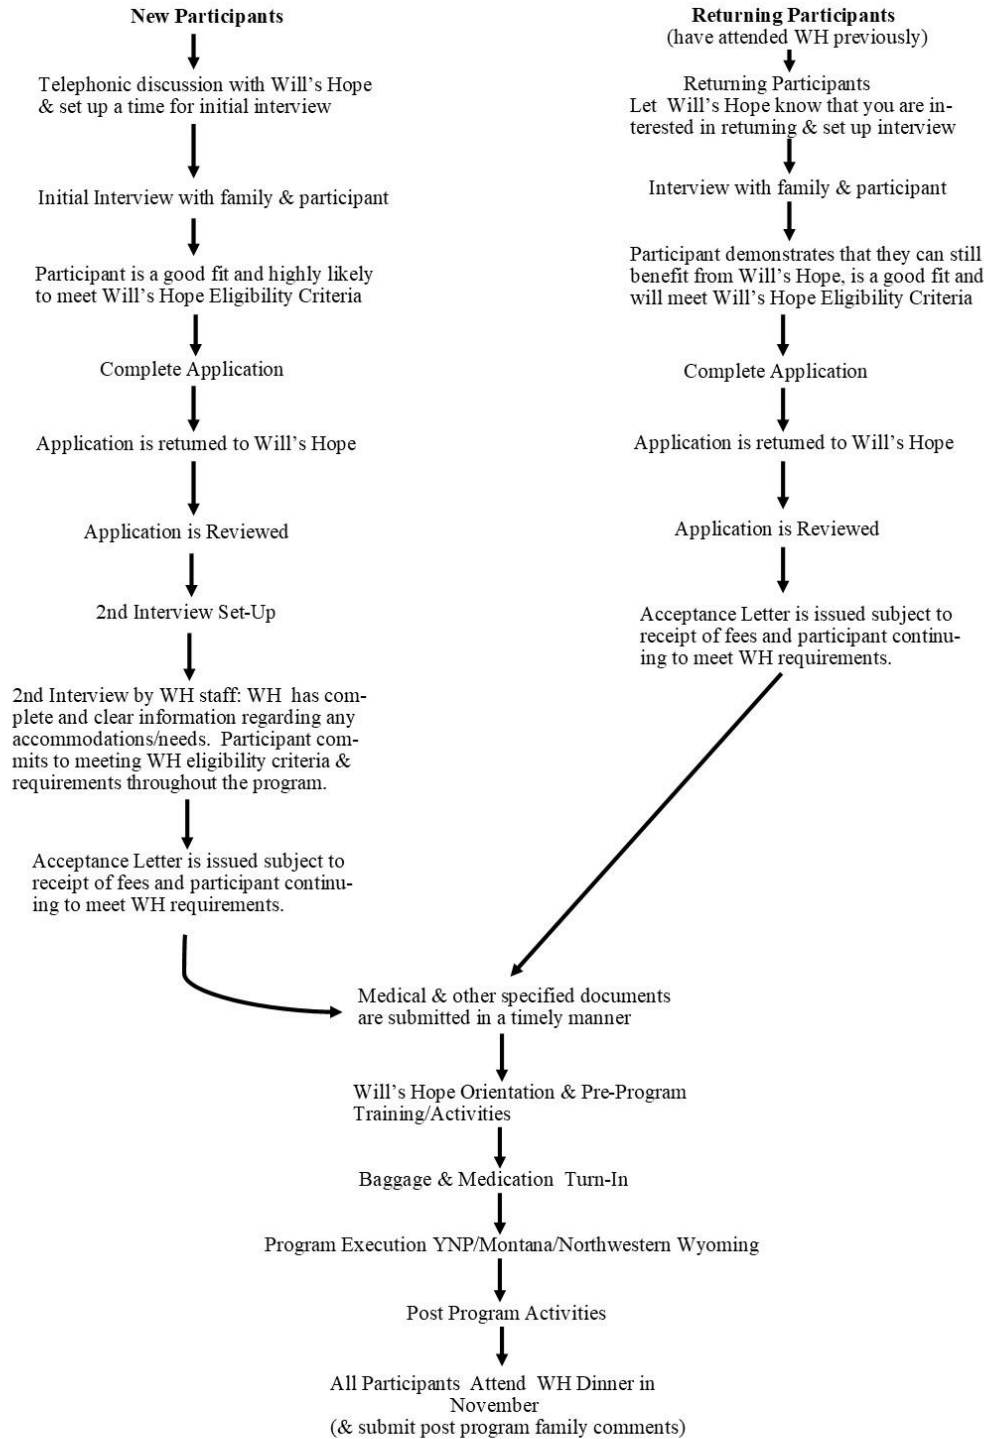 New Participants
Telephonic discussion with Will’s Hope
& set up a time for initial interview
Initial Interview with family & participant
Participant is a good fit and highly likely
to meet Will’s Hope Eligibility Criteria
Complete Application
Application is returned to Will’s Hope
Application is Reviewed
2nd Interview Set-Up
2nd Interview by WH staff: WH has com-
plete and clear information regarding any
accommodations/needs. Participant com-
mits to meeting WH eligibility criteria &
requirements throughout the program.
Acceptance Letter is issued subject to
receipt of fees and participant continu-
ing to meet WH requirements.
Returning Participants
(have attended WH previously)
Returning Participants
Let Will’s Hope know that you are in-
terested in returning & set up interview
Interview with family & participant
Participant demonstrates that they can still
benefit from Will’s Hope, is a good fit and
will meet Will’s Hope Eligibility Criteria
Complete Application
Application is returned to Will’s Hope
Application is Reviewed
Acceptance Letter is issued subject to
receipt of fees and participant continu-
ing to meet WH requirements.
Medical & other specified documents
are submitted in a timely manner
Will’s Hope Orientation & Pre-Program
Training/Activities
Baggage & Medication Turn-In
Program Execution YNP/Montana/Northwestern Wyoming
Post Program Activities
All Participants Attend WH Dinner in
November
(& submit post program family comments)